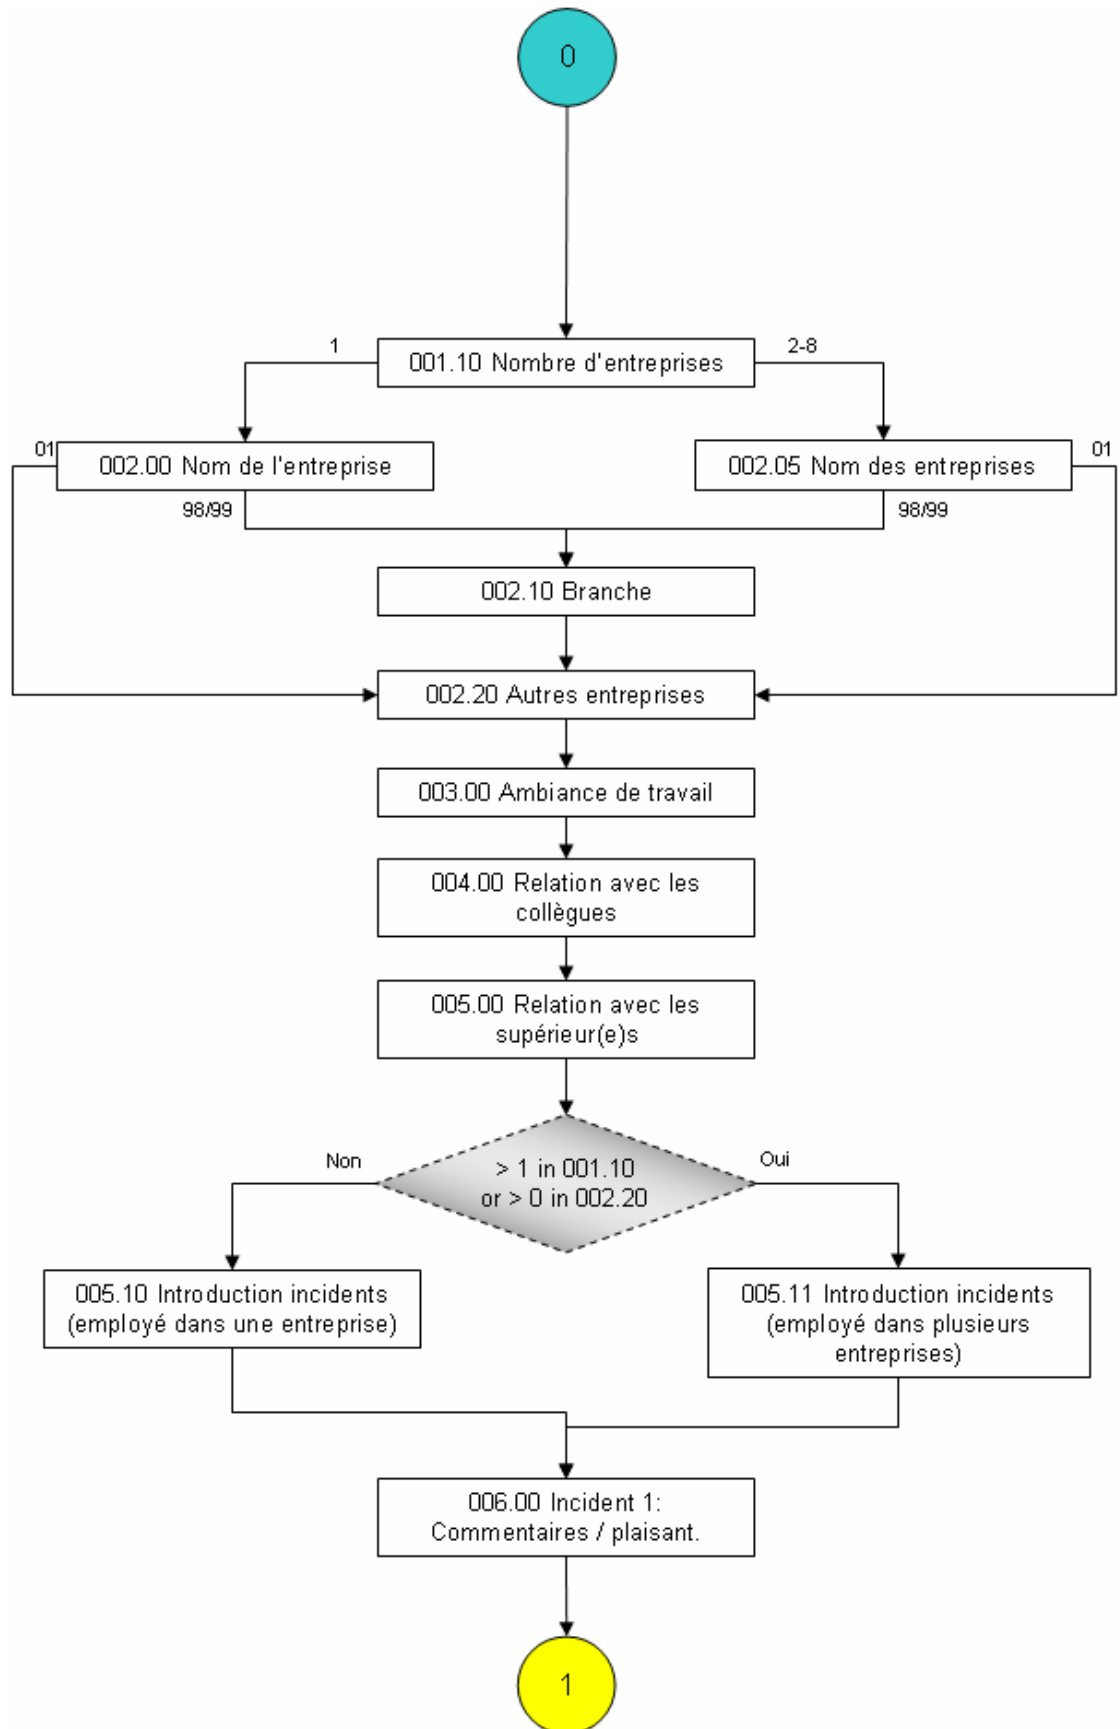 0
1
001.10 Nombre d'entreprises
2-8
01
002.00 Nom de l'entreprise
002.05 Nom des entreprises
01
98/99
98/99
002.10 Branche
002.20 Autres entreprises
003.00 Ambiance de travail
004.00 Relation avec les
collègues
005.00 Relation avec les
supérieur(e)s
Non
> 1 in 001.10
or > 0 in 002.20
Oui
005.10 Introduction incidents
(employé dans une entreprise)
005.11 Introduction incidents
(employé dans plusieurs
entreprises)
006.00 Incident 1:
Commentaires / plaisant.
1